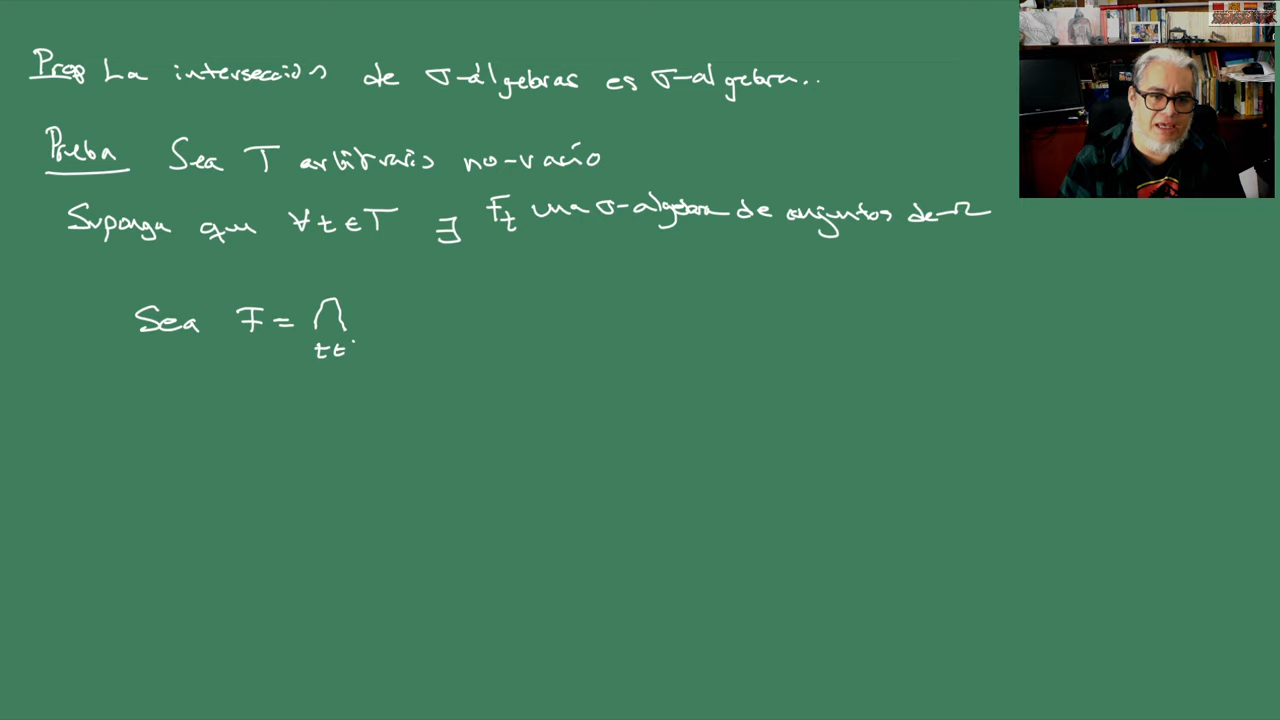 Prop La intersección de σ-álgebras es σ-algebra..
Prueba Sea T arbitrario no-vacío
Suponga que ∀ t ∈ T ∃ F_t una σ-algebra de conjuntos de Ω
Sea F = ∩
t ∈